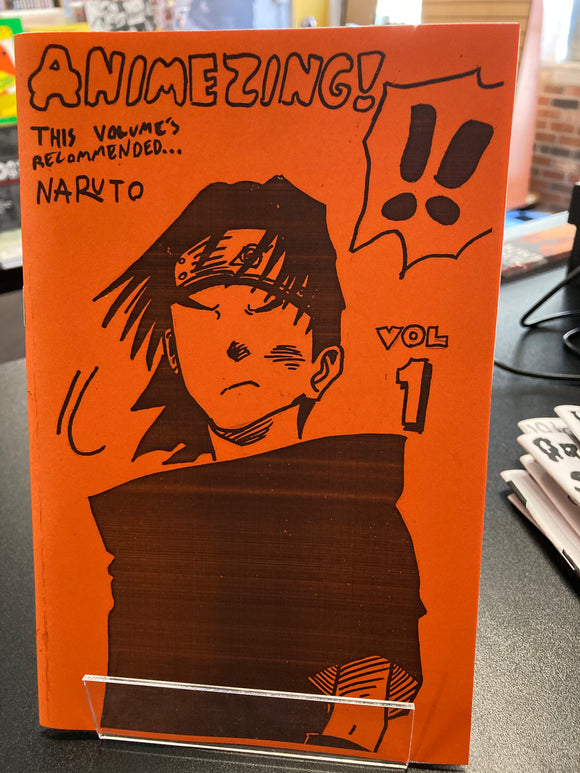 ANIMEZING!
THIS VOLUME'S
RECOMMENDED...
NARUTO
!!
VOL
1